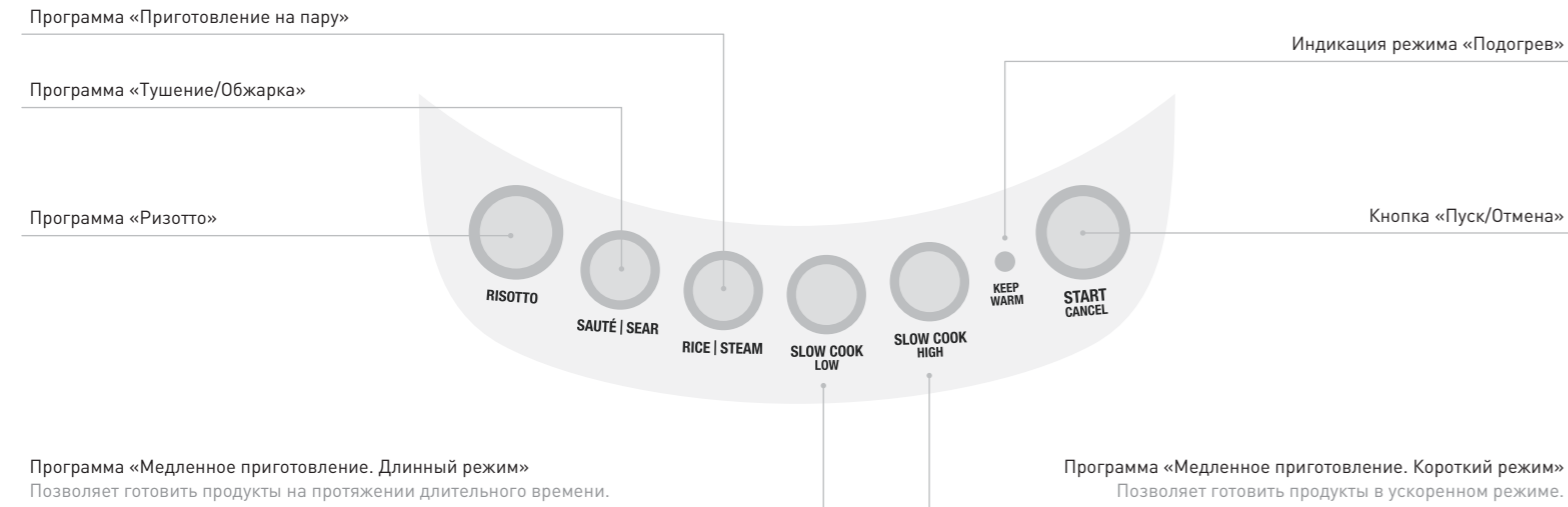 Программа «Приготовление на пару»
Индикация режима «Подогрев»
Программа «Тушение/Обжарка»
Программа «Ризотто»
Кнопка «Пуск/Отмена»
RISOTTO
SAUTÉ | SEAR
RICE | STEAM
SLOW COOK
LOW
SLOW COOK
HIGH
KEEP
WARM
START
CANCEL
Программа «Медленное приготовление. Длинный режим»
Позволяет готовить продукты на протяжении длительного времени.
Программа «Медленное приготовление. Короткий режим»
Позволяет готовить продукты в ускоренном режиме.